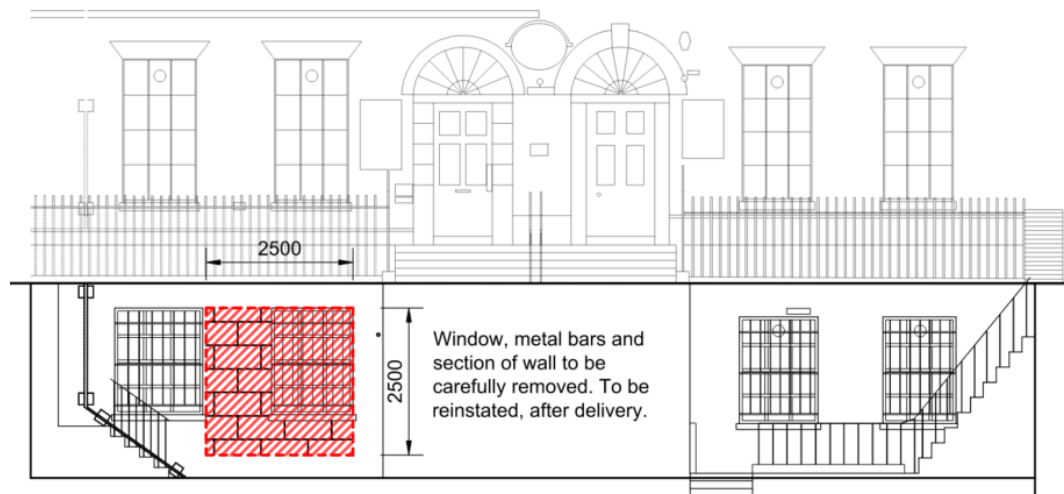 2500
2500
Window, metal bars and
section of wall to be
carefully removed. To be
reinstated, after delivery.